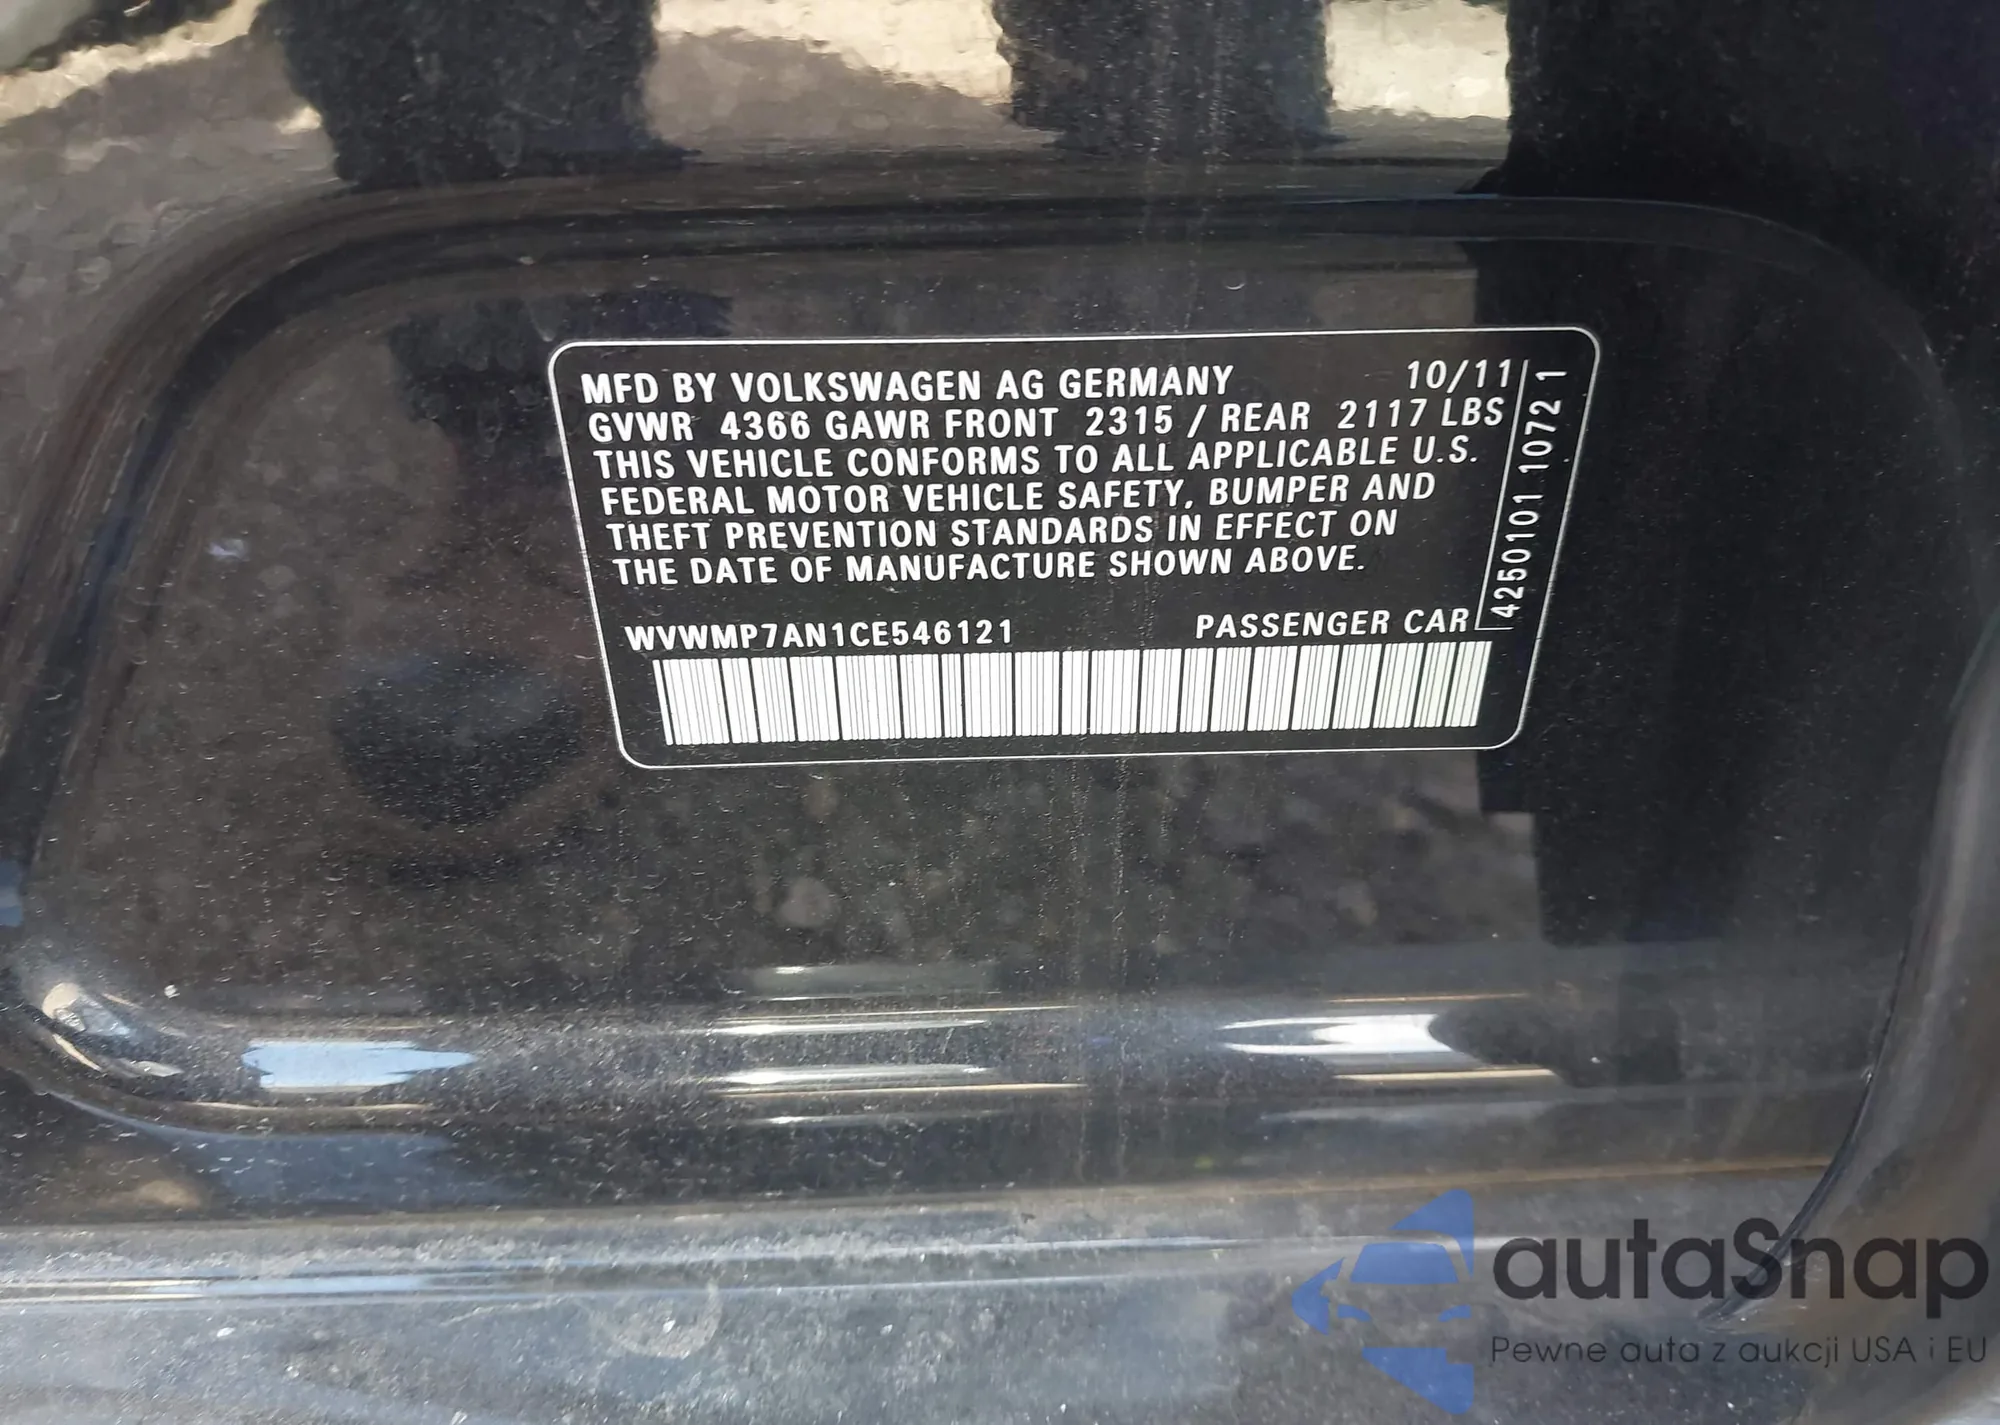 MFD BY VOLKSWAGEN AG GERMANY 10/11
GVWR 4366 GAWR FRONT 2315 / REAR 2117 LBS
THIS VEHICLE CONFORMS TO ALL APPLICABLE U.S.
FEDERAL MOTOR VEHICLE SAFETY, BUMPER AND
THEFT PREVENTION STANDARDS IN EFFECT ON
THE DATE OF MANUFACTURE SHOWN ABOVE.
WVWMP7AN1CE546121 PASSENGER CAR
4250101 1072 1
autaSnap
Pewne auta z aukcji USA i EU